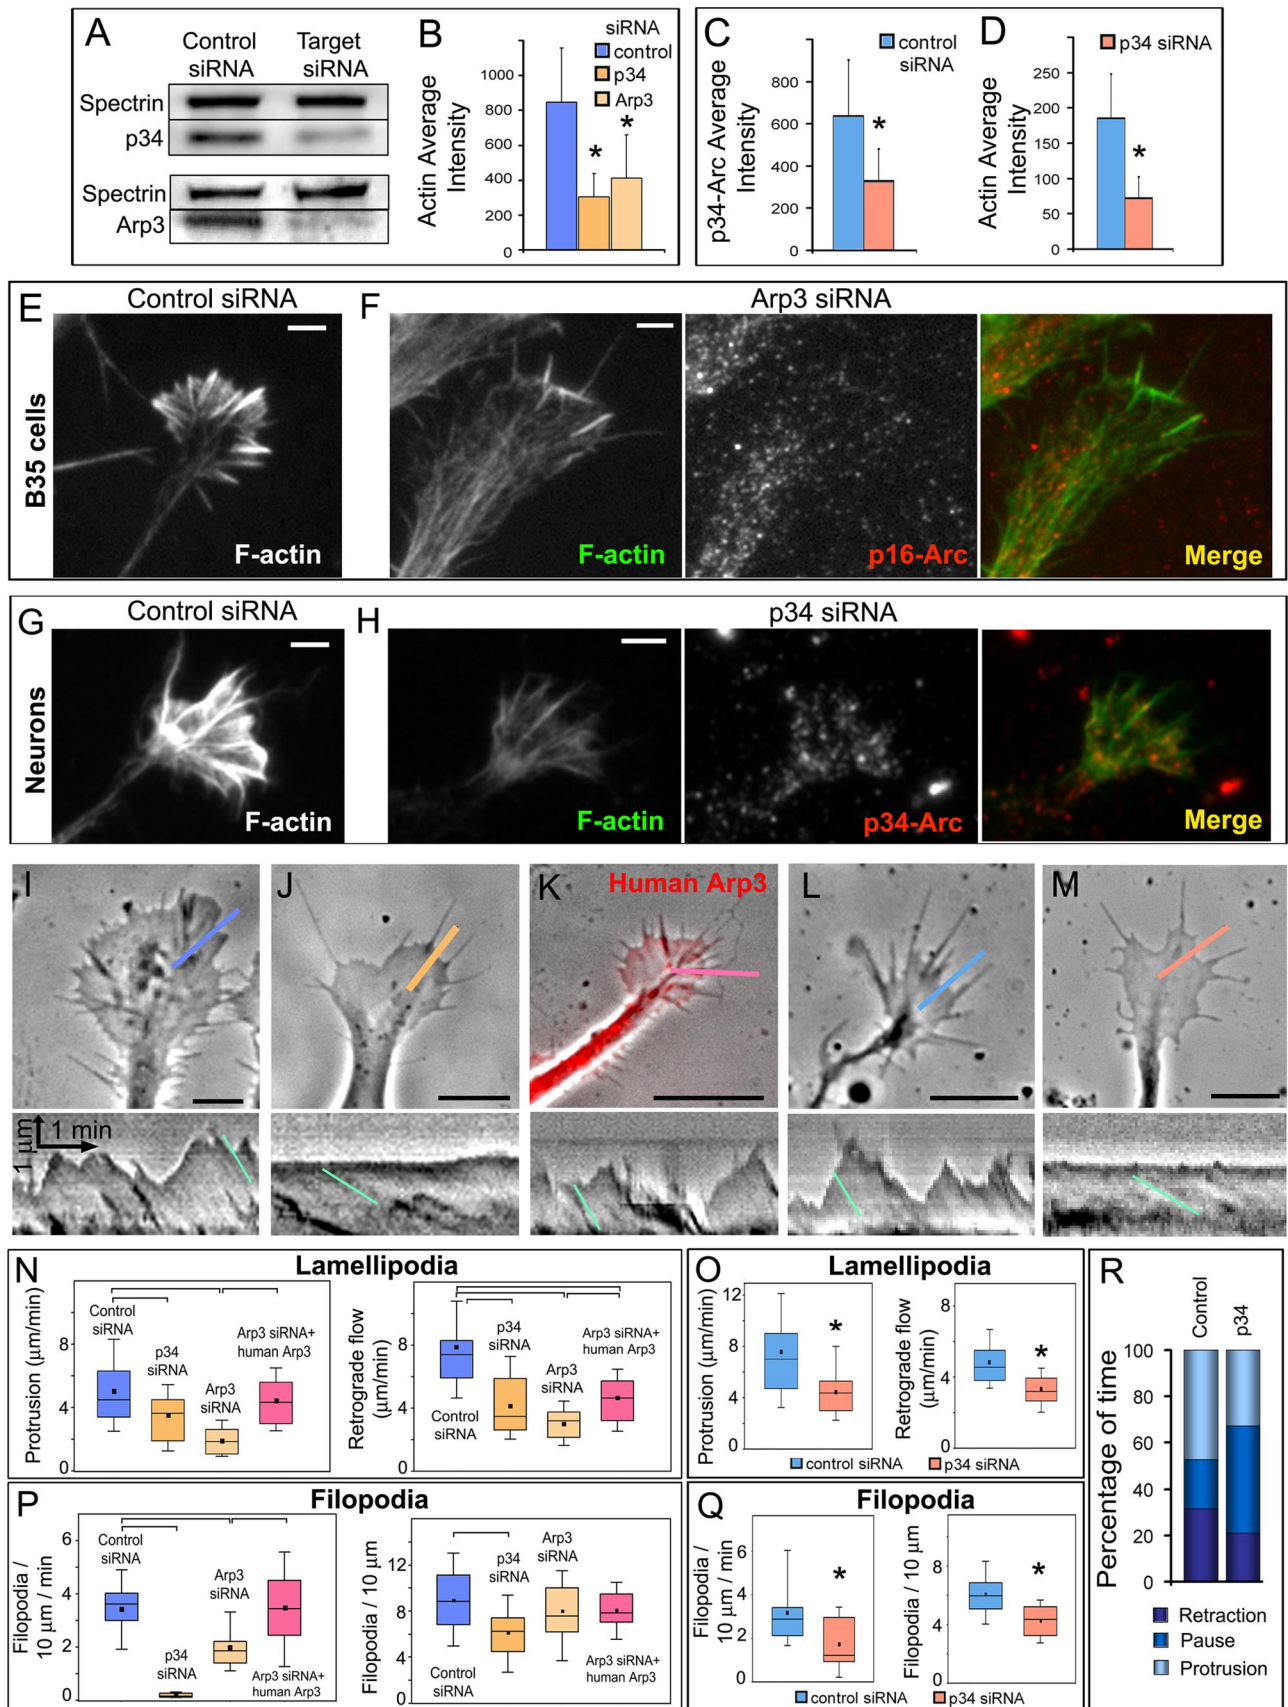 A
Control siRNA
Target siRNA
Spectrin
p34
Spectrin
Arp3
B
siRNA
control
p34
Arp3
Actin Average Intensity
1000
800
600
400
200
0
*
*
C
control siRNA
p34-Arc Average Intensity
800
600
400
200
0
*
D
p34 siRNA
Actin Average Intensity
250
200
150
100
50
0
*
E
Control siRNA
F
Arp3 siRNA
B35 cells
F-actin
F-actin
p16-Arc
Merge
G
Control siRNA
H
p34 siRNA
Neurons
F-actin
F-actin
p34-Arc
Merge
I
J
K
Human Arp3
L
M
1 μm
1 min
N
Lamellipodia
Protrusion (μm/min)
8
4
0
Control siRNA
p34 siRNA
Arp3 siRNA
Arp3 siRNA+ human Arp3
Retrograde flow (μm/min)
8
4
0
Control siRNA
p34 siRNA
Arp3 siRNA
Arp3 siRNA+ human Arp3
O
Lamellipodia
Protrusion (μm/min)
12
8
4
0
*
Retrograde flow (μm/min)
8
4
0
*
control siRNA
p34 siRNA
P
Filopodia
Filopodia / 10 μm / min
6
4
2
0
Control siRNA
p34 siRNA
Arp3 siRNA
Arp3 siRNA+ human Arp3
Filopodia / 10 μm
12
8
4
0
Control siRNA
p34 siRNA
Arp3 siRNA
Arp3 siRNA+ human Arp3
Q
Filopodia
Filopodia / 10 μm / min
6
4
2
0
*
Filopodia / 10 μm
8
4
0
*
control siRNA
p34 siRNA
R
Control
p34
Percentage of time
100
80
60
40
20
0
Retraction
Pause
Protrusion